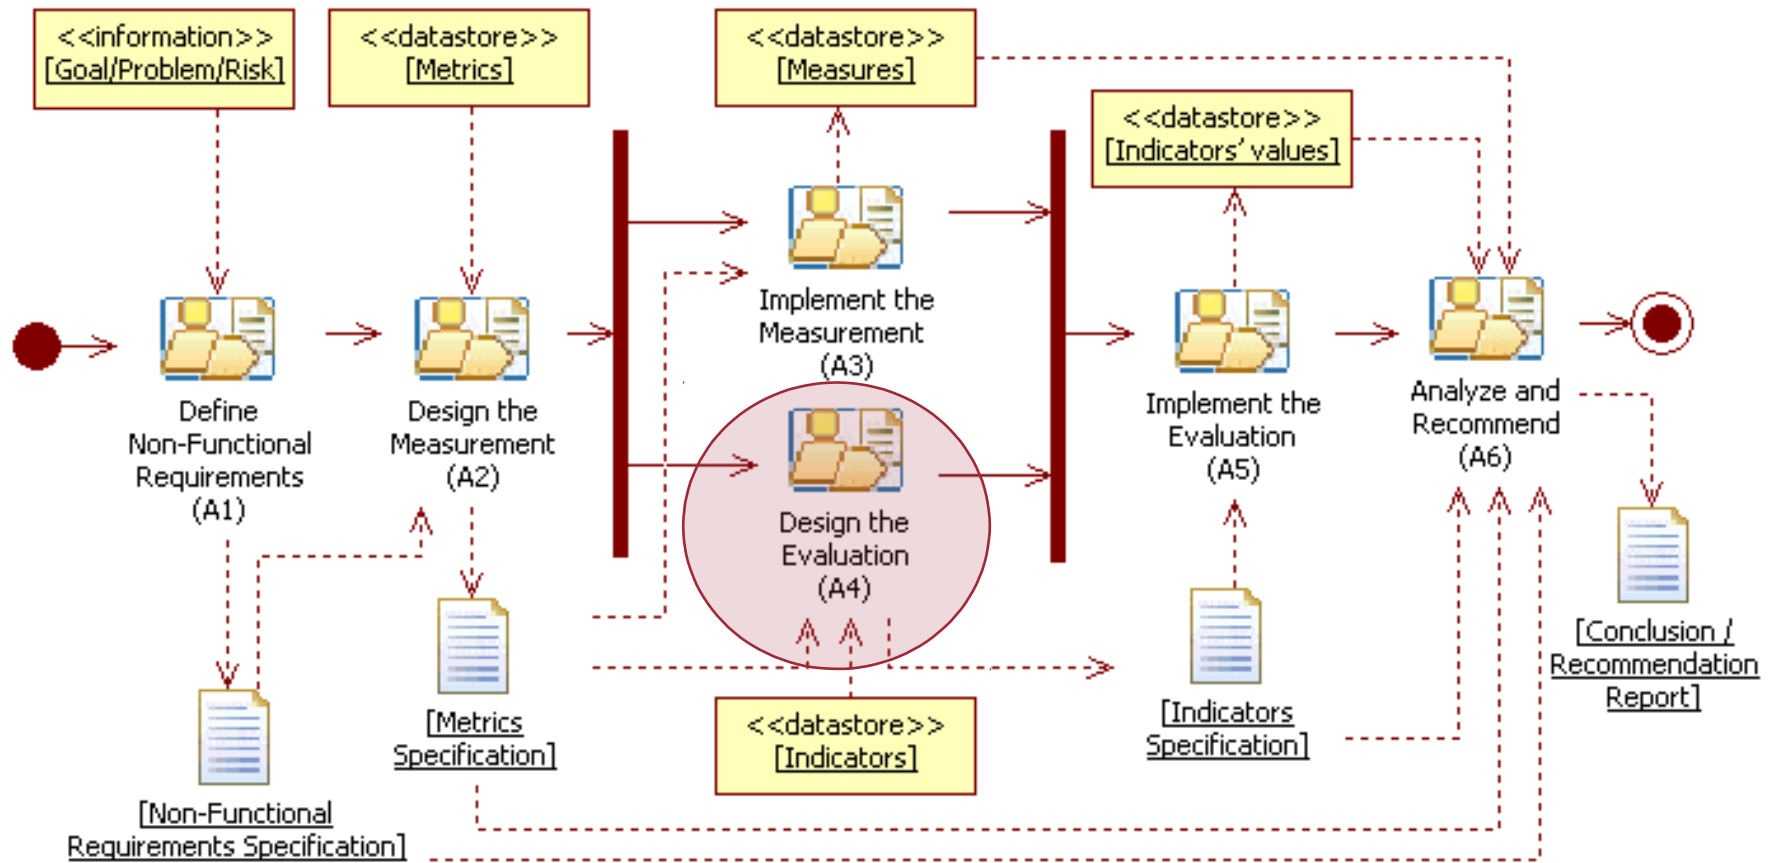 <<information>>
[Goal/Problem/Risk]
<<datastore>>
[Metrics]
<<datastore>>
[Measures]
<<datastore>>
[Indicators' values]
Define
Non-Functional
Requirements
(A1)
Design the
Measurement
(A2)
Implement the
Measurement
(A3)
Design the
Evaluation
(A4)
Implement the
Evaluation
(A5)
Analyze and
Recommend
(A6)
[Non-Functional
Requirements Specification]
[Metrics
Specification]
<<datastore>>
[Indicators]
[Indicators
Specification]
[Conclusion /
Recommendation
Report]